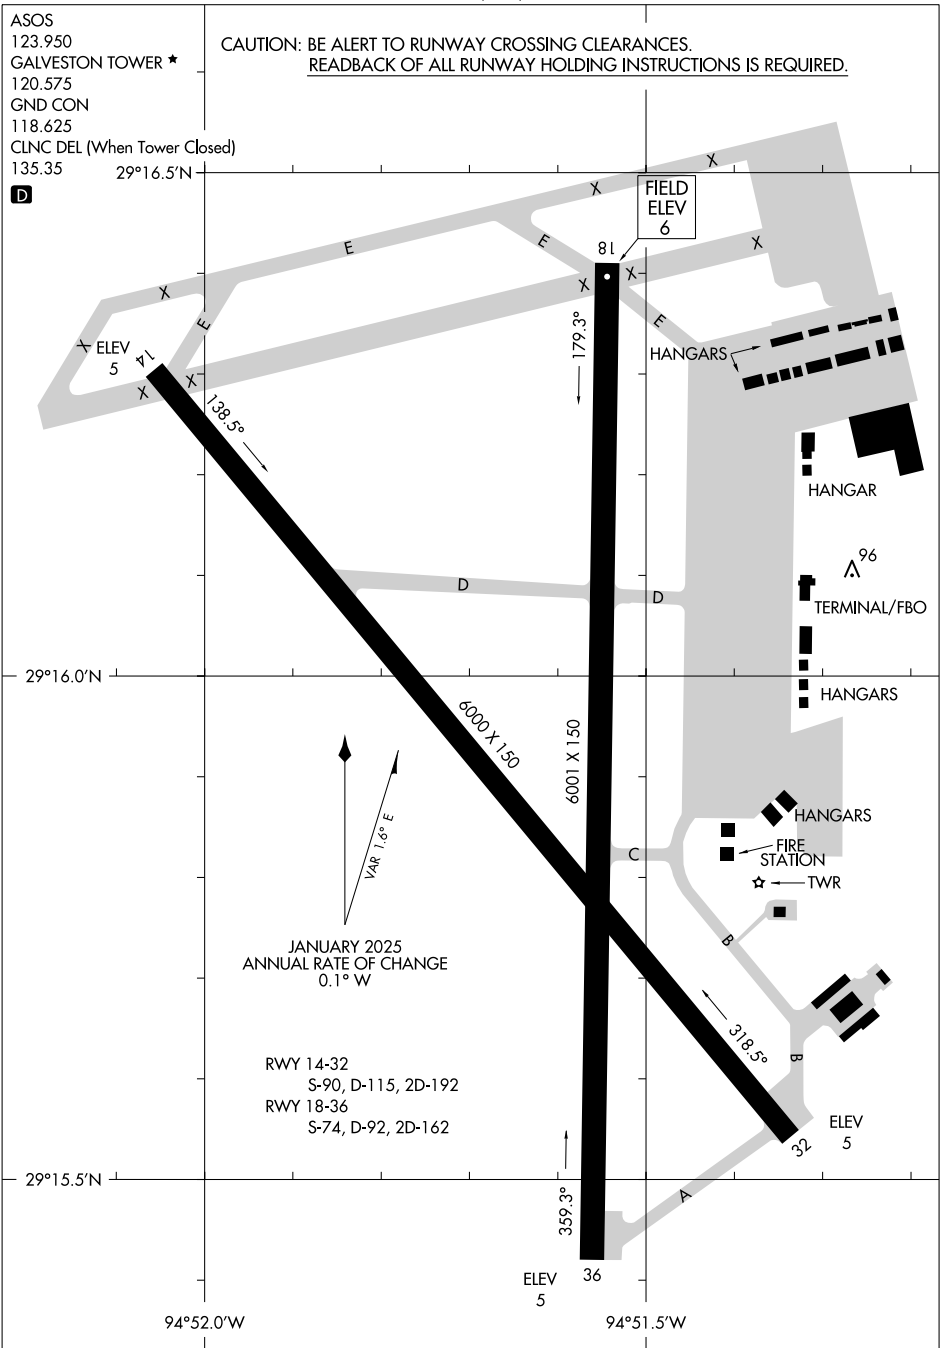 ASOS
123.950
GALVESTON TOWER ★
120.575
GND CON
118.625
CLNC DEL (When Tower Closed)
135.35
D
CAUTION: BE ALERT TO RUNWAY CROSSING CLEARANCES.
READBACK OF ALL RUNWAY HOLDING INSTRUCTIONS IS REQUIRED.
29°16.5'N
FIELD
ELEV
6
X
X
E
E
18
X
X
X
X
E
E
X
ELEV
5
14
X
X
X
179.3°
138.5°
HANGARS
HANGAR
96
D
D
TERMINAL/FBO
29°16.0'N
HANGARS
6000 X 150
6001 X 150
VAR 1.6° E
HANGARS
C
FIRE
STATION
TWR
B
JANUARY 2025
ANNUAL RATE OF CHANGE
0.1° W
318.5°
B
RWY 14-32
S-90, D-115, 2D-192
RWY 18-36
S-74, D-92, 2D-162
ELEV
5
32
29°15.5'N
A
359.3°
ELEV
5
36
94°52.0'W
94°51.5'W